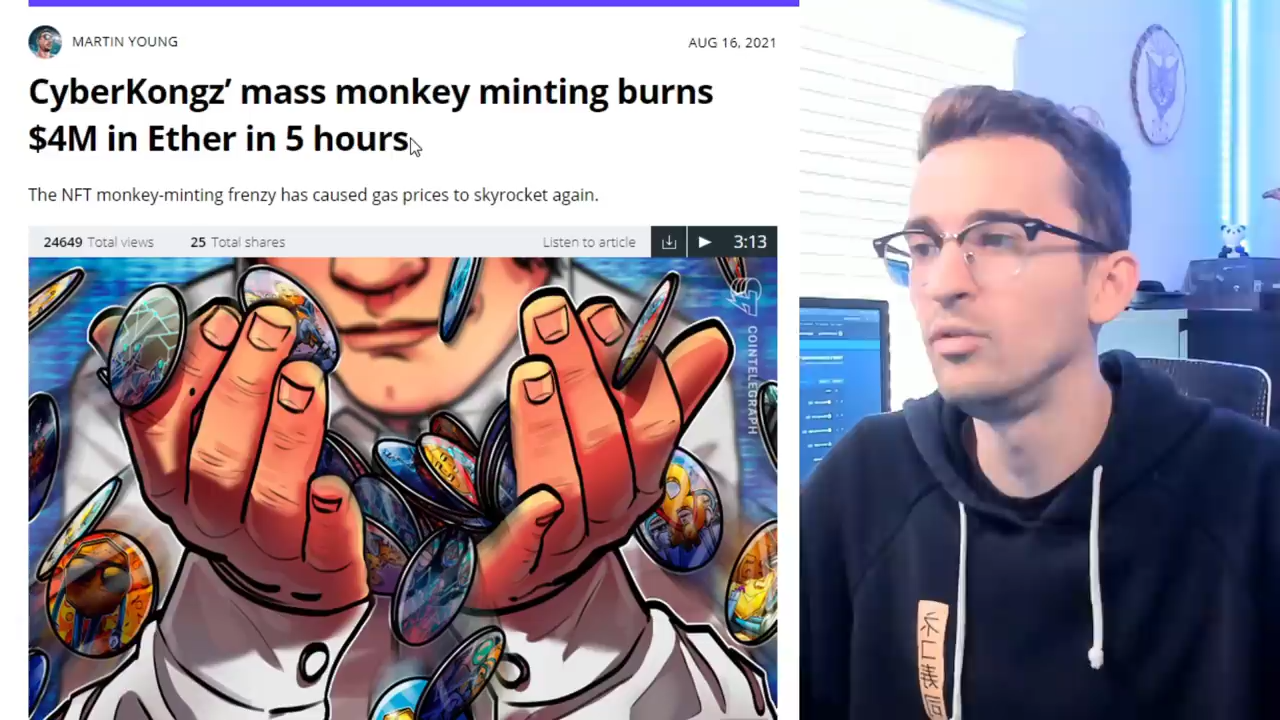 MARTIN YOUNG
AUG 16, 2021
CyberKongz’ mass monkey minting burns
$4M in Ether in 5 hours
The NFT monkey-minting frenzy has caused gas prices to skyrocket again.
24649 Total views 25 Total shares Listen to article 3:13
COINTELEGRAPH